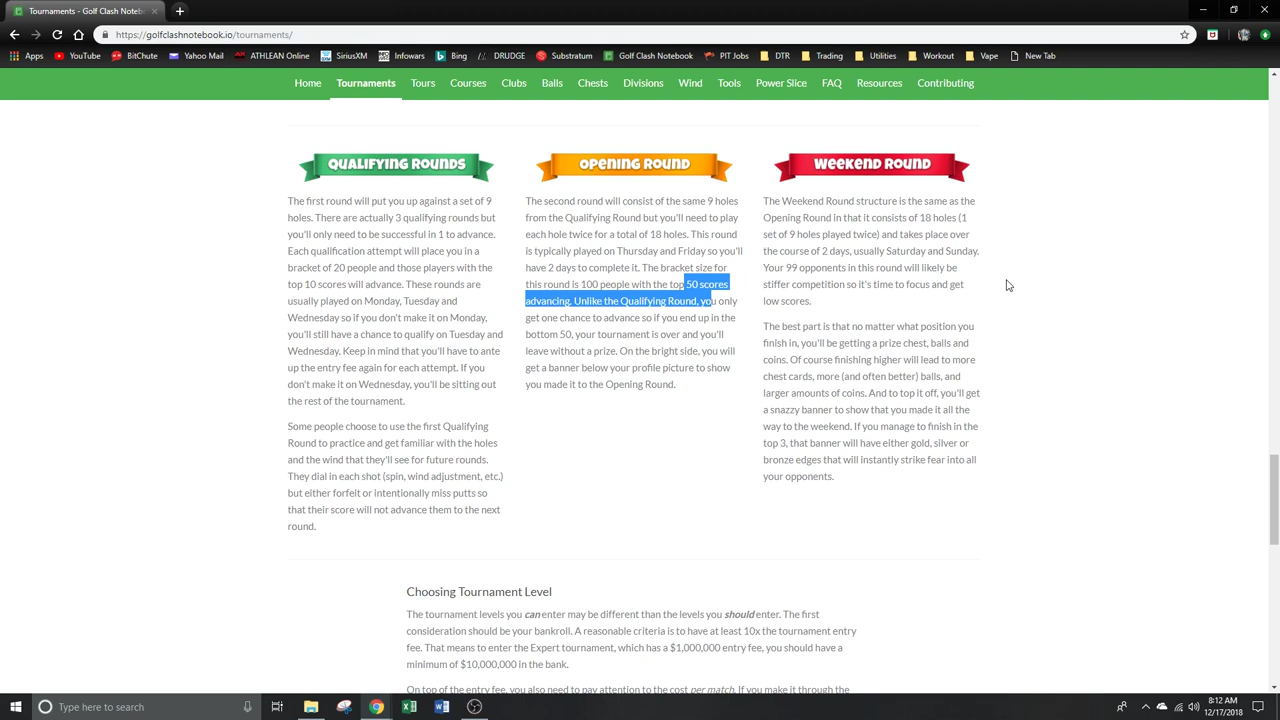 Tournaments - Golf Clash Notebook
https://golfclashnotebook.io/tournaments/
Apps YouTube BitChute Yahoo Mail ATHLEAN Online SiriusXM Infowars Bing DRUDGE Substratum Golf Clash Notebook PIT Jobs DTR Trading Utilities Workout Vape New Tab
Home Tournaments Tours Courses Clubs Balls Chests Divisions Wind Tools Power Slice FAQ Resources Contributing
QUALIFYING ROUNDS
The first round will put you up against a set of 9
holes. There are actually 3 qualifying rounds but
you'll only need to be successful in 1 to advance.
Each qualification attempt will place you in a
bracket of 20 people and those players with the
top 10 scores will advance. These rounds are
usually played on Monday, Tuesday and
Wednesday so if you don't make it on Monday,
you'll still have a chance to qualify on Tuesday and
Wednesday. Keep in mind that you'll have to ante
up the entry fee again for each attempt. If you
don't make it on Wednesday, you'll be sitting out
the rest of the tournament.
Some people choose to use the first Qualifying
Round to practice and get familiar with the holes
and the wind that they'll see for future rounds.
They dial in each shot (spin, wind adjustment, etc.)
but either forfeit or intentionally miss putts so
that their score will not advance them to the next
round.
OPENING ROUND
The second round will consist of the same 9 holes
from the Qualifying Round but you'll need to play
each hole twice for a total of 18 holes. This round
is typically played on Thursday and Friday so you'll
have 2 days to complete it. The bracket size for
this round is 100 people with the top 50 scores
advancing. Unlike the Qualifying Round, you only
get one chance to advance so if you end up in the
bottom 50, your tournament is over and you'll
leave without a prize. On the bright side, you will
get a banner below your profile picture to show
you made it to the Opening Round.
WEEKEND ROUND
The Weekend Round structure is the same as the
Opening Round in that it consists of 18 holes (1
set of 9 holes played twice) and takes place over
the course of 2 days, usually Saturday and Sunday.
Your 99 opponents in this round will likely be
stiffer competition so it's time to focus and get
low scores.
The best part is that no matter what position you
finish in, you'll be getting a prize chest, balls and
coins. Of course finishing higher will lead to more
chest cards, more (and often better) balls, and
larger amounts of coins. And to top it off, you'll get
a snazzy banner to show that you made it all the
way to the weekend. If you manage to finish in the
top 3, that banner will have either gold, silver or
bronze edges that will instantly strike fear into all
your opponents.
Choosing Tournament Level
The tournament levels you can enter may be different than the levels you should enter. The first
consideration should be your bankroll. A reasonable criteria is to have at least 10x the tournament entry
fee. That means to enter the Expert tournament, which has a $1,000,000 entry fee, you should have a
minimum of $10,000,000 in the bank.
On top of the entry fee, you also need to pay attention to the cost per match. If you make it through the
Type here to search
8:12 AM
12/17/2018